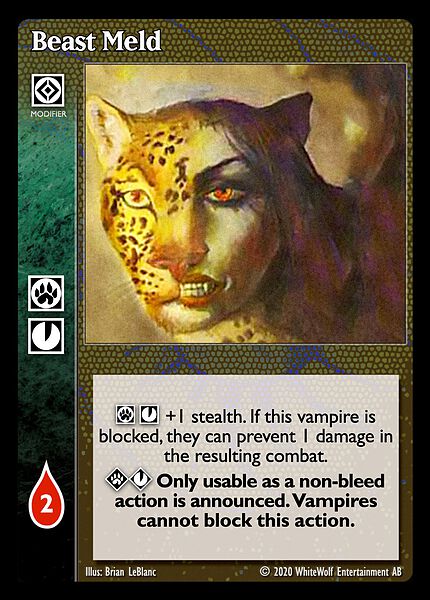 Beast Meld
MODIFIER
+1 stealth. If this vampire is
blocked, they can prevent 1 damage in
the resulting combat.
Only usable as a non-bleed
action is announced. Vampires
cannot block this action.
2
Illus: Brian LeBlanc
© 2020 WhiteWolf Entertainment AB